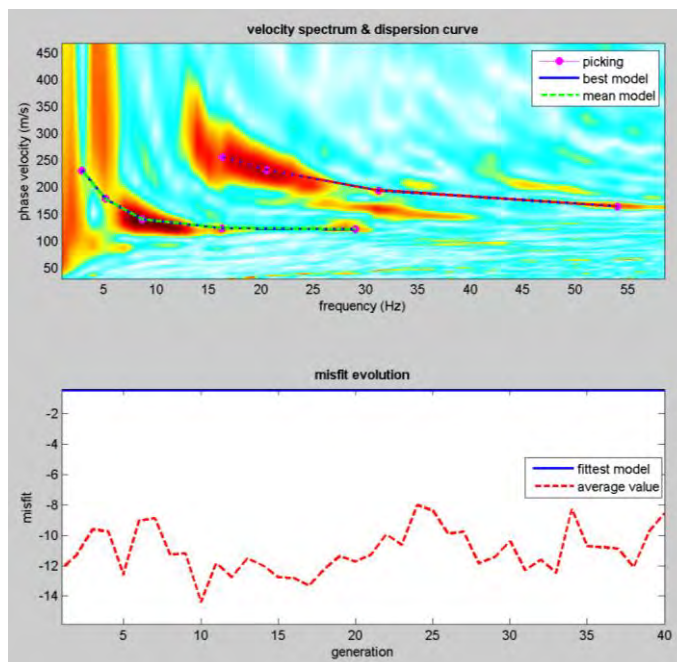 velocity spectrum & dispersion curve
450
400
350
300
250
200
150
100
50
phase velocity (m/s)
picking
best model
mean model
5 10 15 20 25 30 35 40 45 50 55
frequency (Hz)
misfit evolution
-2
-4
-6
-8
-10
-12
-14
misfit
fittest model
average value
5 10 15 20 25 30 35 40
generation